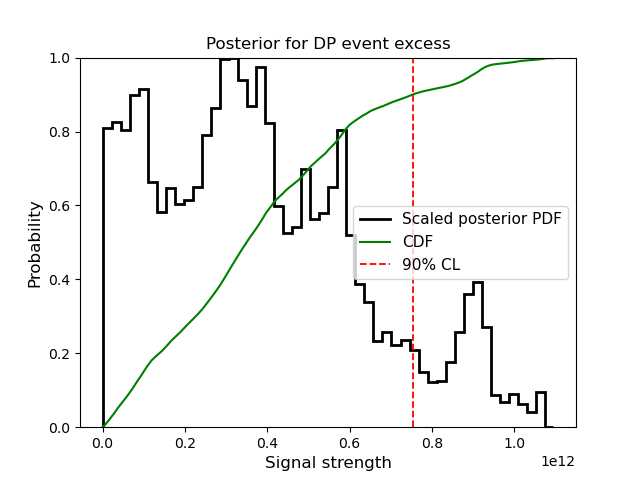 Posterior for DP event excess
1.0
0.8
0.6
0.4
0.2
0.0
Probability
Scaled posterior PDF
CDF
90% CL
0.0 0.2 0.4 0.6 0.8 1.0
1e12
Signal strength